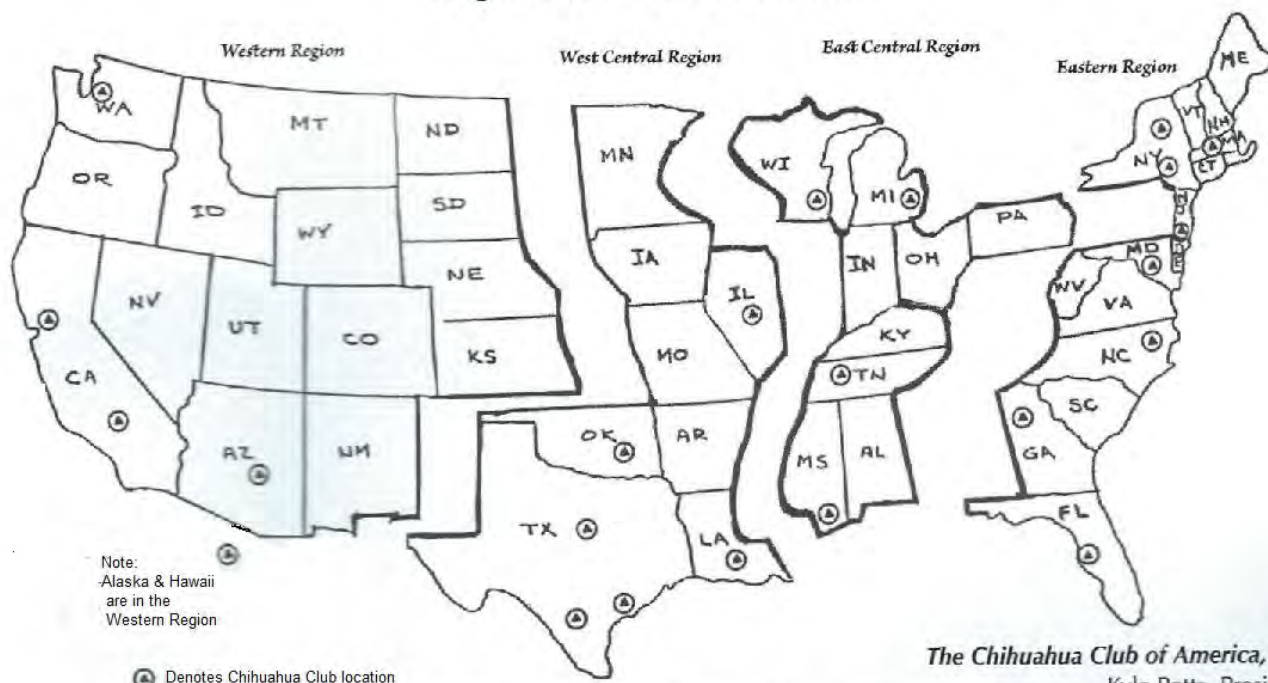 Western Region
West Central Region
East Central Region
Eastern Region
WA
OR
ID
MT
ND
SD
WY
NE
NV
UT
CO
KS
CA
AZ
NM
MN
IA
IL
MO
OK
AR
TX
LA
WI
MI
IN
OH
PA
KY
TN
MS
AL
ME
VT
NH
MA
NY
CT
NJ
MD
DE
WV
VA
NC
SC
GA
FL
Note:
Alaska & Hawaii
are in the
Western Region
Denotes Chihuahua Club location
The Chihuahua Club of America,